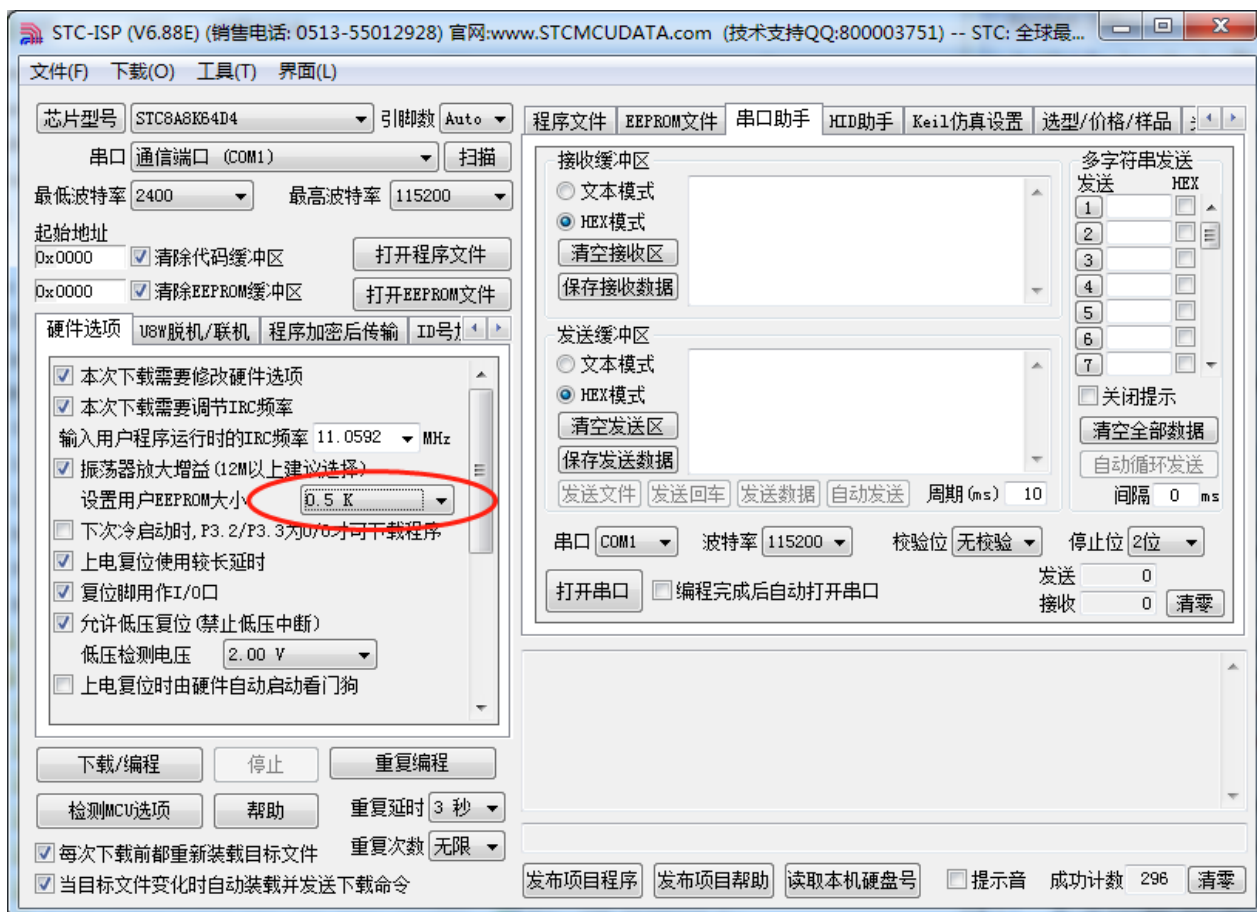 STC-ISP (V6.88E) (销售电话: 0513-55012928) 官网:www.STCMCUDATA.com (技术支持QQ:800003751) -- STC: 全球最...
文件(F) 下载(O) 工具(T) 界面(L)
芯片型号 STC8A8K64D4 引脚数 Auto
串口 通信端口 (COM1) 扫描
最低波特率 2400 最高波特率 115200
起始地址
0x0000 清除代码缓冲区 打开程序文件
0x0000 清除EEPROM缓冲区 打开EEPROM文件
硬件选项 U8W脱机/联机 程序加密后传输
本次下载需要修改硬件选项
本次下载需要调节IRC频率
输入用户程序运行时的IRC频率 11.0592 MHz
振荡器放大增益(12M以上建议选择)
设置用户EEPROM大小 0.5 K
下次冷启动时,P3.2/P3.3为0/0才可下载程序
上电复位使用较长延时
复位脚用作I/O口
允许低压复位(禁止低压中断)
低压检测电压 2.00 V
上电复位时由硬件自动启动看门狗
下载/编程 停止 重复编程
检测MCU选项 帮助 重复延时 3 秒
重复次数 无限
每次下载前都重新装载目标文件
当目标文件变化时自动装载并发送下载命令
程序文件 EEPROM文件 串口助手 HID助手 Keil仿真设置 选型/价格/样品
接收缓冲区
文本模式
HEX模式
清空接收区
保存接收数据
多字符串发送
发送 HEX
1
2
3
4
5
6
7
关闭提示
清空全部数据
自动循环发送
间隔 0 ms
发送缓冲区
文本模式
HEX模式
清空发送区
保存发送数据
发送文件 发送回车 发送数据 自动发送 周期(ms) 10
串口 COM1 波特率 115200 校验位 无校验 停止位 2位
打开串口 编程完成后自动打开串口
发送 0
接收 0 清零
发布项目程序 发布项目帮助 读取本机硬盘号 提示音 成功计数 296 清零